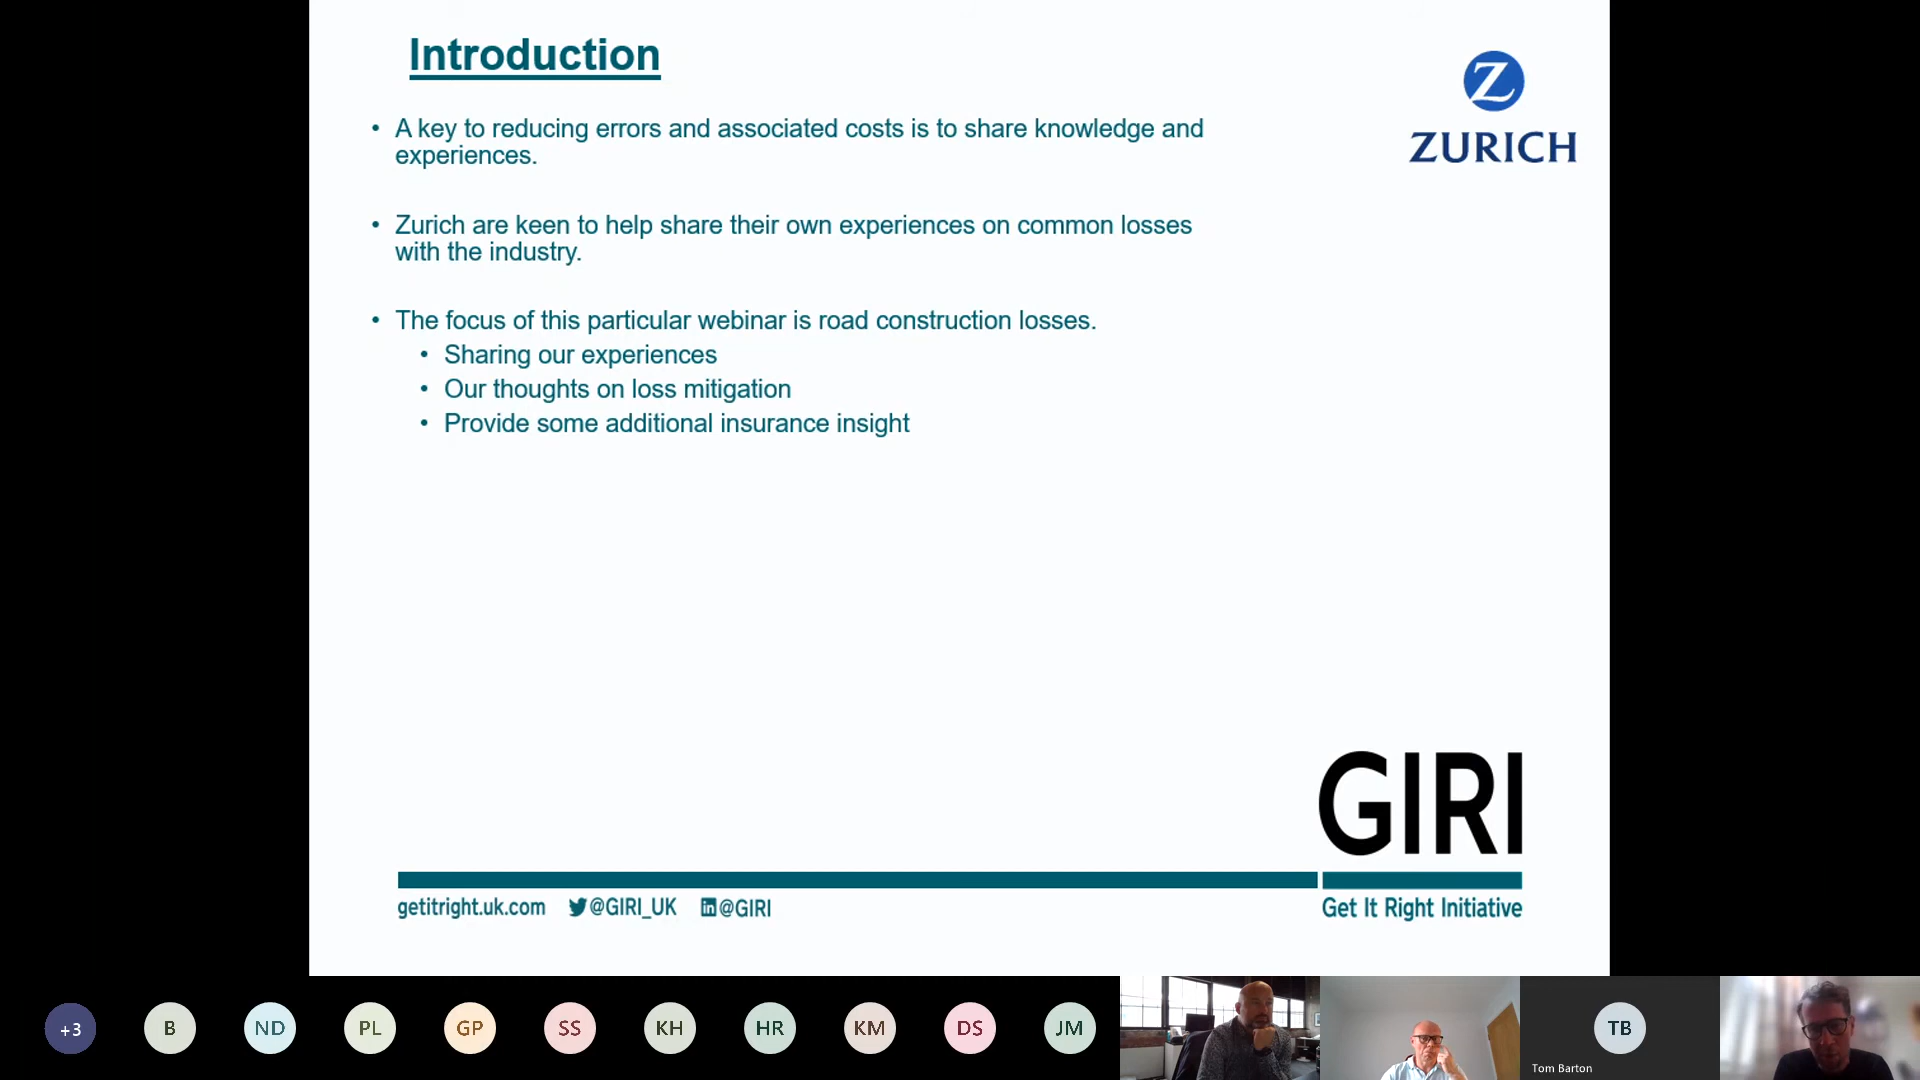 Introduction
Z
ZURICH
• A key to reducing errors and associated costs is to share knowledge and
experiences.
• Zurich are keen to help share their own experiences on common losses
with the industry.
• The focus of this particular webinar is road construction losses.
• Sharing our experiences
• Our thoughts on loss mitigation
• Provide some additional insurance insight
GIRI
getitright.uk.com @GIRI_UK in @GIRI
Get It Right Initiative
+3 B ND PL GP SS KH HR KM DS JM TB
Tom Barton